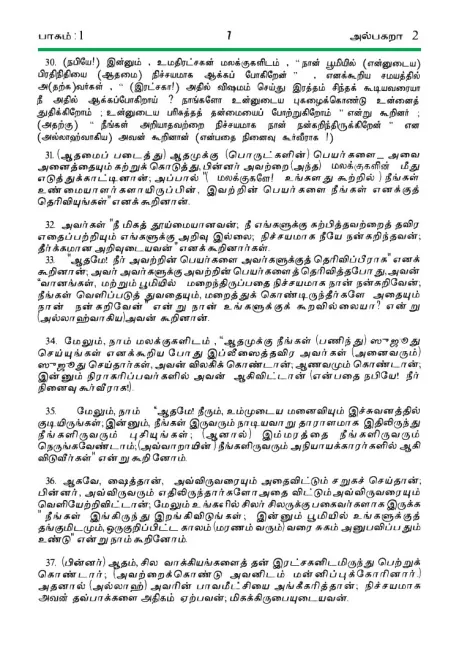 பாகம் : 1 7 அல்பகறா 2
30. (நபியே!) இன்னும் , உமதிரட்சகன் மலக்குகளிடம் , "நான் பூமியில் (என்னுடைய)
பிரதிநிதியை (ஆதமை) நிச்சயமாக ஆக்கப் போகிறேன் " , எனக்கூறிய சமயத்தில்
அ(தற்க)வர்கள் , " (இரட்சகா!) அதில் விஷமம் செய்து இரத்தம் சிந்தக் கூடியவரையா
நீ அதில் ஆக்கப்போகிறாய் ? நாங்களோ உன்னுடைய புகழைக்கொண்டு உன்னைத்
துதிக்கிறோம் ; உன்னுடைய பரிசுத்தத் தன்மையைப் போற்றுகிறோம் " என்று கூறினர் ;
(அதற்கு) " நீங்கள் அறியாதவற்றை நிச்சயமாக நான் நன்கறிந்திருக்கிறேன் " என
(அல்லாஹ்வாகிய) அவன் கூறினான் (என்பதை நினைவு கூர்வீராக !)
31. (ஆதமைப் படைத்து) ஆதமுக்கு (பொருட்களின்) பெயர்களை_ அவை
அனைத்தையும் கற்றுக் கொடுத்து,பின்னர் அவற்றை (அந்த) மலக்குகளின் மீது
எடுத்துக்காட்டினான்; அப்பால் "( மலக்குகளே! உங்களது கூற்றில் ) நீங்கள்
உண்மையாளர்களாயிருப்பின், இவற்றின் பெயர்களை நீங்கள் எனக்குத்
தெரிவியுங்கள்" எனக் கூறினான்.
32. அவர்கள் "நீ மிகத் தூய்மையானவன்; நீ எங்களுக்கு கற்பித்தவற்றைத் தவிர
எதைப்பற்றியும் எங்களுக்கு அறிவு இல்லை; நிச்சயமாக நீயே நன்கறிந்தவன்;
தீர்க்கமான அறிவுடையவன்" எனக் கூறினார்கள்.
33. "ஆதமே! நீர் அவற்றின் பெயர்களை அவர்களுக்குத் தெரிவிப்பீராக" எனக்
கூறினான்; அவர் அவர்களுக்கு அவற்றின் பெயர்களைத் தெரிவித்தபோது,அவன்
"வானங்கள், மற்றும் பூமியில் மறைந்திருப்பதை நிச்சயமாக நான் நன்கறிவேன்;
நீங்கள் வெளிப்படுத் துவதையும், மறைத்துக் கொண்டிருந்தீர்களே அதையும்
நான் நன்கறிவேன்" என்று நான் உங்களுக்குக் கூறவில்லையா? என்று
(அல்லாஹ்வாகிய)அவன் கூறினான்.
34. மேலும், நாம் மலக்குகளிடம் , "ஆதமுக்கு நீங்கள் (பணிந்து) ஸுஜூது
செய்யுங்கள் எனக்கூறிய போது இப்லீஸைத்தவிர அவர்கள் (அனைவரும்)
ஸுஜூது செய்தார்கள்,அவன் விலகிக் கொண்டான்;ஆணவமும் கொண்டான்;
இன்னும் நிராகரிப்பவர்களில் அவன் ஆகிவிட்டான் (என்பதை நபியே! நீர்
நினைவு கூர்வீராக!).
35. மேலும், நாம் "ஆதமே! நீரும், உம்முடைய மனைவியும் இச்சுவனத்தில்
குடியிருங்கள்; இன்னும், நீங்கள் இருவரும் நாடியவாறு தாராளமாக இதிலிருந்து
நீங்களிருவரும் புசியுங்கள்; (ஆனால்) இம்மரத்தை நீங்களிருவரும்
நெருங்கவேண்டாம்;(அவ்வாறாயின்) நீங்களிருவரும் அநியாயக்காரர்களில் ஆகி
விடுவீர்கள்" என்று கூறினோம்.
36. ஆகவே, ஷைத்தான், அவ்விருவரையும் அதைவிட்டும் சறுகச் செய்தான்;
பின்னர், அவ்விருவரும் எதிலிருந்தார்களோ அதை விட்டும் அவ்விருவரையும்
வெளியேற்றிவிட்டான்; மேலும் உங்களில் சிலர் சிலருக்கு பகைவர்களாக இருக்க
" நீங்கள் இங்கிருந்து இறங்கிவிடுங்கள்; இன்னும் பூமியில் உங்களுக்குத்
தங்குமிடமும்,ஒருகுறிப்பிட்ட காலம் (மரணம் வரும்) வரை சுகம் அனுபவிப்பதும்
உண்டு" என்று நாம் கூறினோம்.
37. (பின்னர்) ஆதம், சில வாக்கியங்களைத் தன் இரட்சகனிடமிருந்து பெற்றுக்
கொண்டார்; (அவற்றைக்கொண்டு அவனிடம் மன்னிப்புக்கோரினார்.)
அதனால் (அல்லாஹ்) அவரின் பாவமீட்சியை அங்கீகரித்தான்; நிச்சயமாக
அவன் தவ்பாக்களை அதிகம் ஏற்பவன்; மிகக்கிருபையுடையவன்.